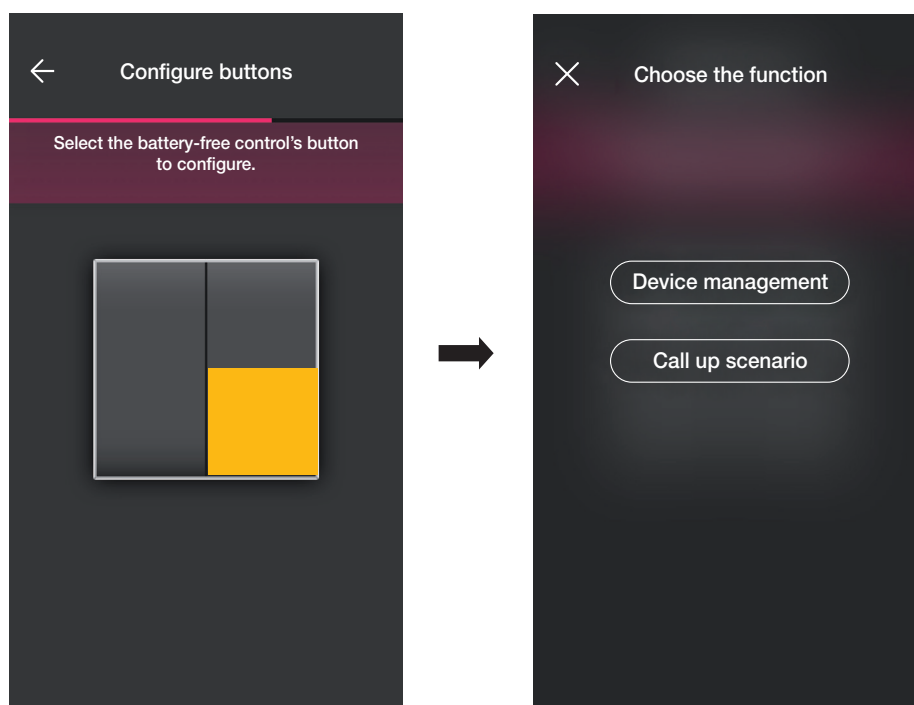 Configure buttons
Select the battery-free control's button
to configure.
Choose the function
Device management
Call up scenario